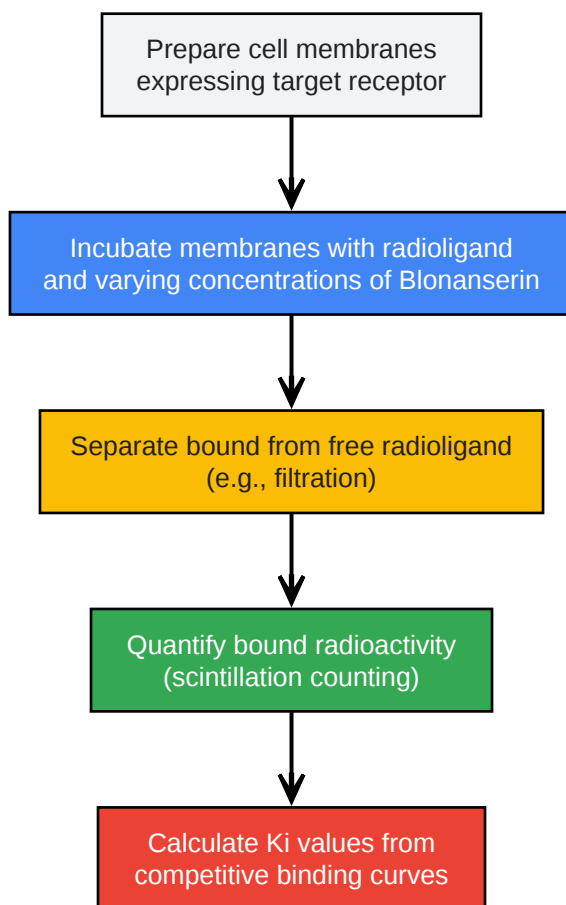 Prepare cell membranes
expressing target receptor
Incubate membranes with radioligand
and varying concentrations of Blonanserin
Separate bound from free radioligand
(e.g., filtration)
Quantify bound radioactivity
(scintillation counting)
Calculate Ki values from
competitive binding curves